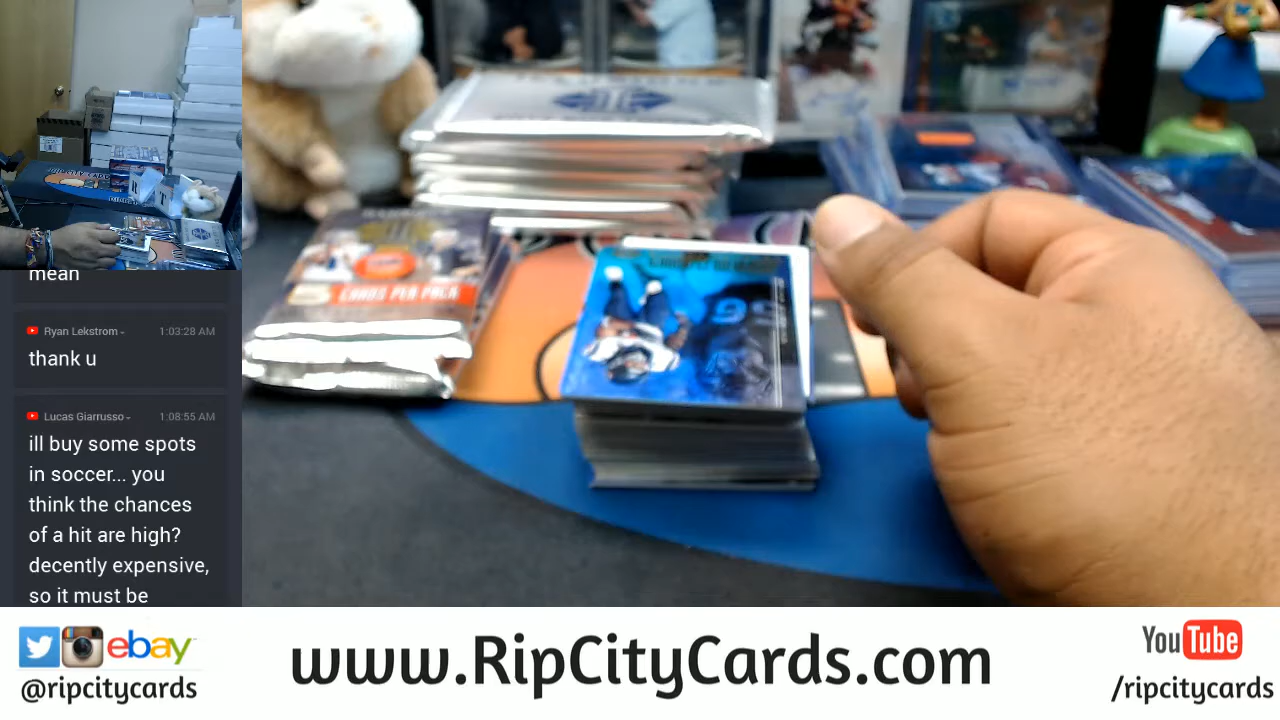 mean
Ryan Lekstrom
1:03:28 AM
thank u
Lucas Giarrusso
1:08:55 AM
ill buy some spots
in soccer... you
think the chances
of a hit are high?
decently expensive,
so it must be
CARDS PER PACK
ebay
@ripcitycards
www.RipCityCards.com
YouTube
/ripcitycards